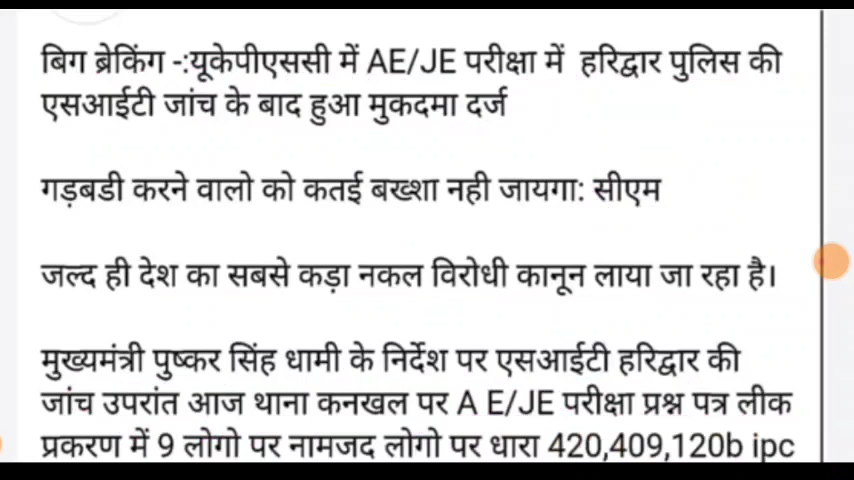 बिग ब्रेकिंग -:यूकेपीएससी में AE/JE परीक्षा में हरिद्वार पुलिस की
एसआईटी जांच के बाद हुआ मुकदमा दर्ज
गड़बडी करने वालो को कतई बख्शा नही जायगा: सीएम
जल्द ही देश का सबसे कड़ा नकल विरोधी कानून लाया जा रहा है।
मुख्यमंत्री पुष्कर सिंह धामी के निर्देश पर एसआईटी हरिद्वार की
जांच उपरांत आज थाना कनखल पर A E/JE परीक्षा प्रश्न पत्र लीक
प्रकरण में 9 लोगो पर नामजद लोगो पर धारा 420,409,120b ipc